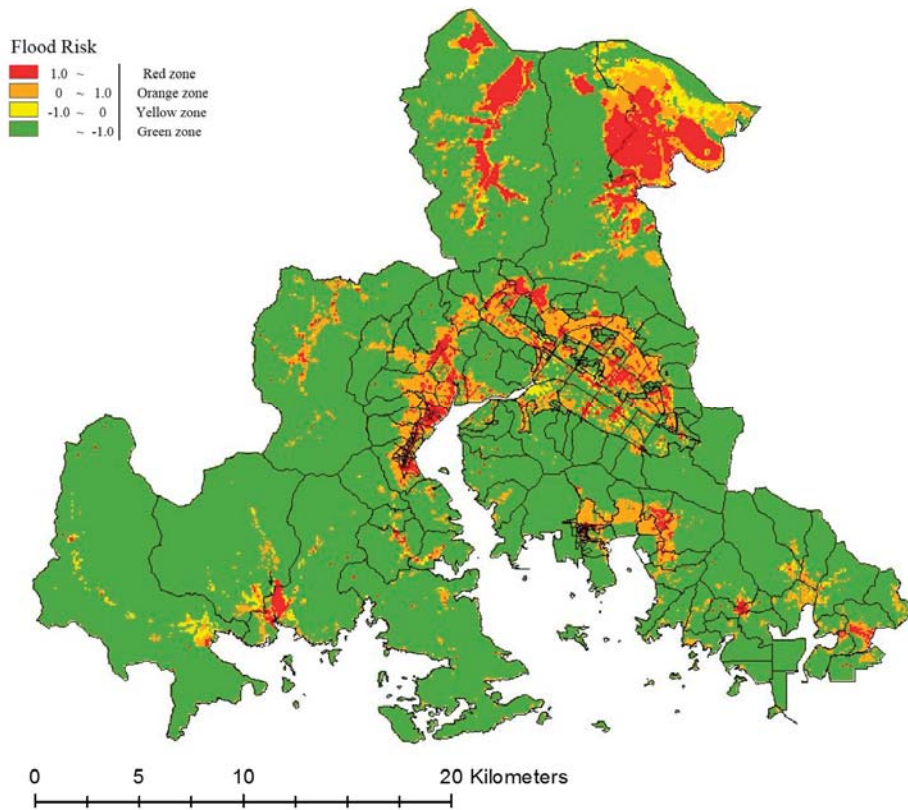 Flood Risk
1.0 ~ Red zone
0 ~ 1.0 Orange zone
-1.0 ~ 0 Yellow zone
~ -1.0 Green zone
0 5 10 20 Kilometers